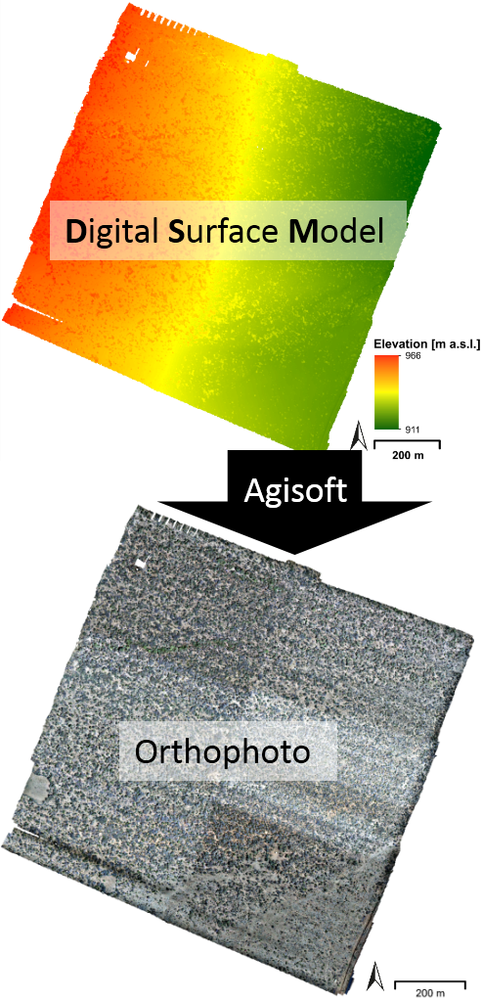 Digital Surface Model
Elevation [m a.s.l.]
966
911
200 m
Agisoft
Orthophoto
200 m